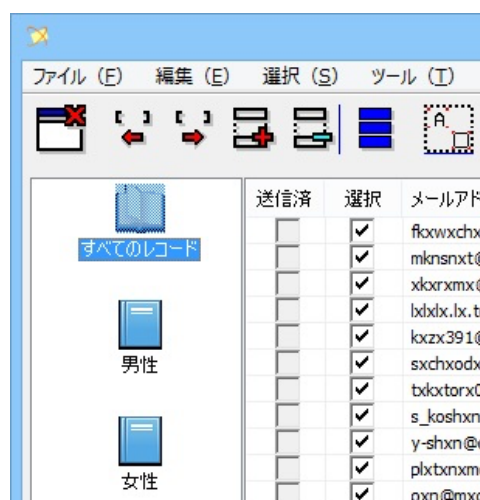 ファイル (F) 編集 (E) 選択 (S) ツール (T)
A
送信済 選択 メールアド
すべてのレコード
男性
女性
fkxwxchx
mknsnxt@
xkxrxmx@
lxlxlx.lx.t
kxzx391@
sxchxodx
txkxtorx0
s_koshxn
y-shxn@
plxtxnxm
oxn@mx